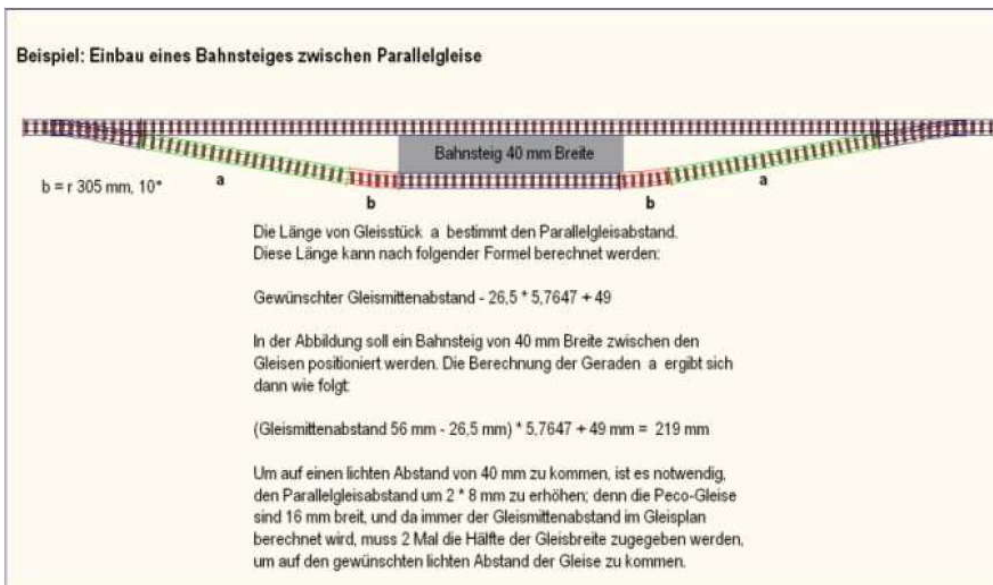 Beispiel: Einbau eines Bahnsteiges zwischen Parallelgleise
Bahnsteig 40 mm Breite
a
a
b = r 305 mm, 10°
b
b
Die Länge von Gleisstück a bestimmt den Parallelgleisabstand.
Diese Länge kann nach folgender Formel berechnet werden:
Gewünschter Gleismittenabstand - 26,5 * 5,7647 + 49
In der Abbildung soll ein Bahnsteig von 40 mm Breite zwischen den
Gleisen positioniert werden. Die Berechnung der Geraden a ergibt sich
dann wie folgt:
(Gleismittenabstand 56 mm - 26,5 mm) * 5,7647 + 49 mm = 219 mm
Um auf einen lichten Abstand von 40 mm zu kommen, ist es notwendig,
den Parallelgleisabstand um 2 * 8 mm zu erhöhen; denn die Peco-Gleise
sind 16 mm breit, und da immer der Gleismittenabstand im Gleisplan
berechnet wird, muss 2 Mal die Hälfte der Gleisbreite zugegeben werden,
um auf den gewünschten lichten Abstand der Gleise zu kommen.